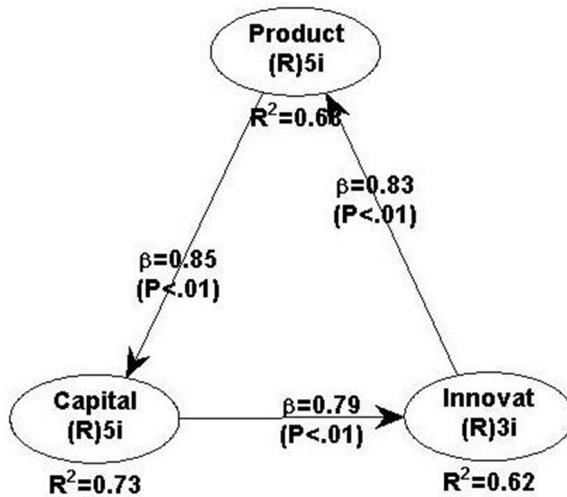 Product
(R)5i
R²=0.68
β=0.83
(P<.01)
β=0.85
(P<.01)
Capital
(R)5i
β=0.79
(P<.01)
Innovat
(R)3i
R²=0.73
R²=0.62